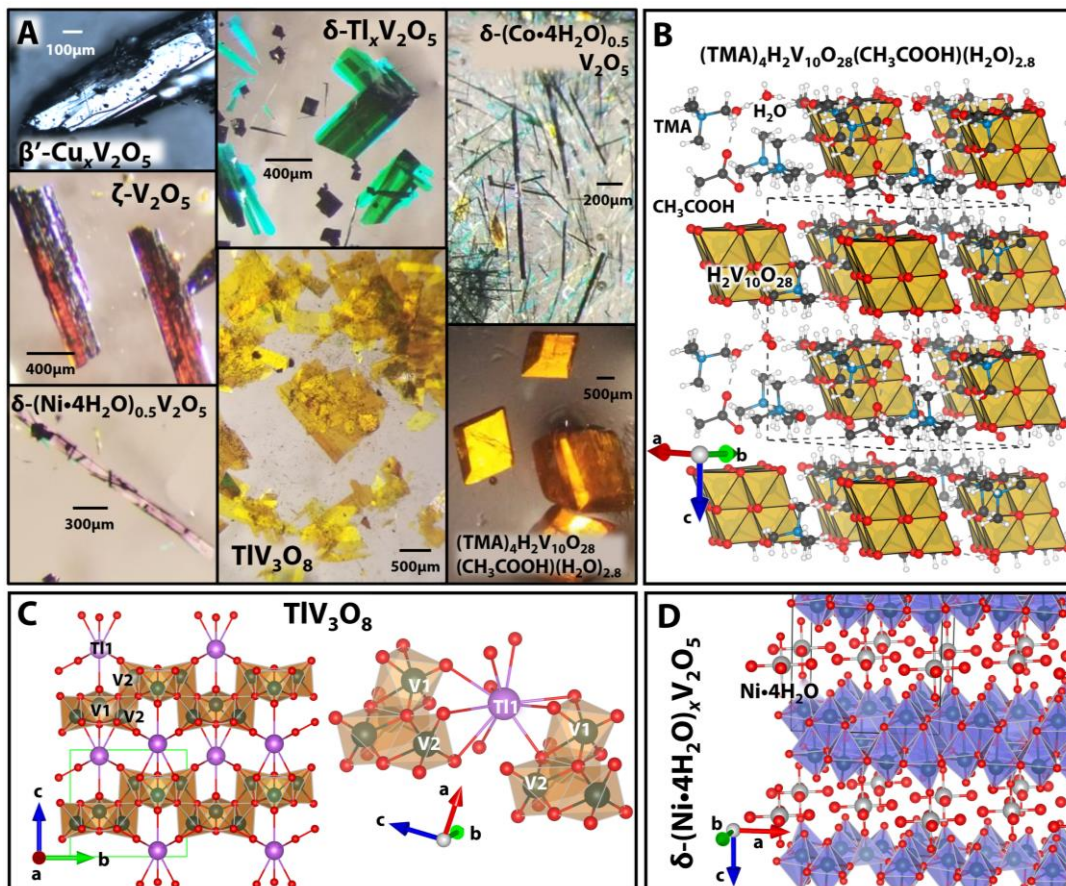 A
100μm
β’-CuₓV₂O₅
ζ-V₂O₅
400μm
δ-(Ni•4H₂O)₀.₅V₂O₅
300μm
δ-TlₓV₂O₅
400μm
TlV₃O₈
500μm
δ-(Co•4H₂O)₀.₅
V₂O₅
200μm
500μm
(TMA)₄H₂V₁₀O₂₈
(CH₃COOH)(H₂O)₂.₈
B
(TMA)₄H₂V₁₀O₂₈(CH₃COOH)(H₂O)₂.₈
H₂O
TMA
CH₃COOH
H₂V₁₀O₂₈
a
b
c
C
TlV₃O₈
Tl1
V2
V1
V2
c
a
b
V1
Tl1
V2
V1
V2
a
c
b
D
δ-(Ni•4H₂O)ₓV₂O₅
Ni•4H₂O
b
a
c